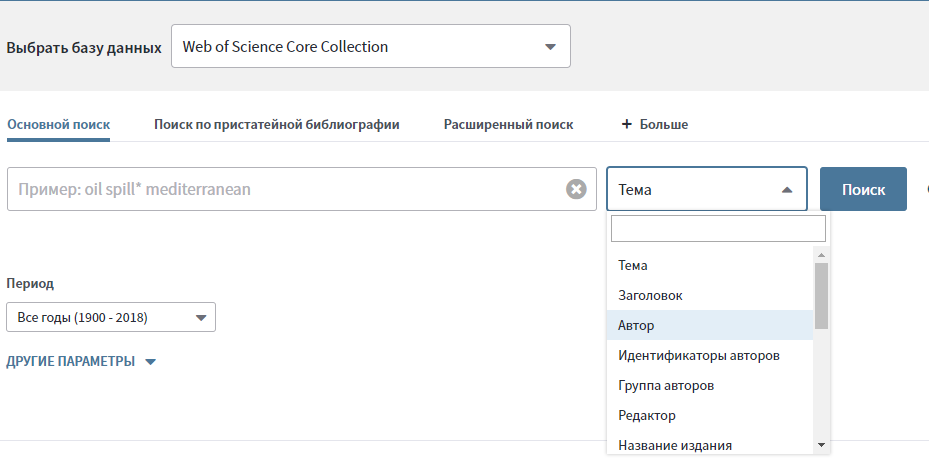 Выбрать базу данных Web of Science Core Collection
Основной поиск Поиск по пристатейной библиографии Расширенный поиск + Больше
Пример: oil spill* mediterranean Тема Поиск
Тема
Заголовок
Автор
Идентификаторы авторов
Группа авторов
Редактор
Название издания
Период
Все годы (1900 - 2018)
ДРУГИЕ ПАРАМЕТРЫ